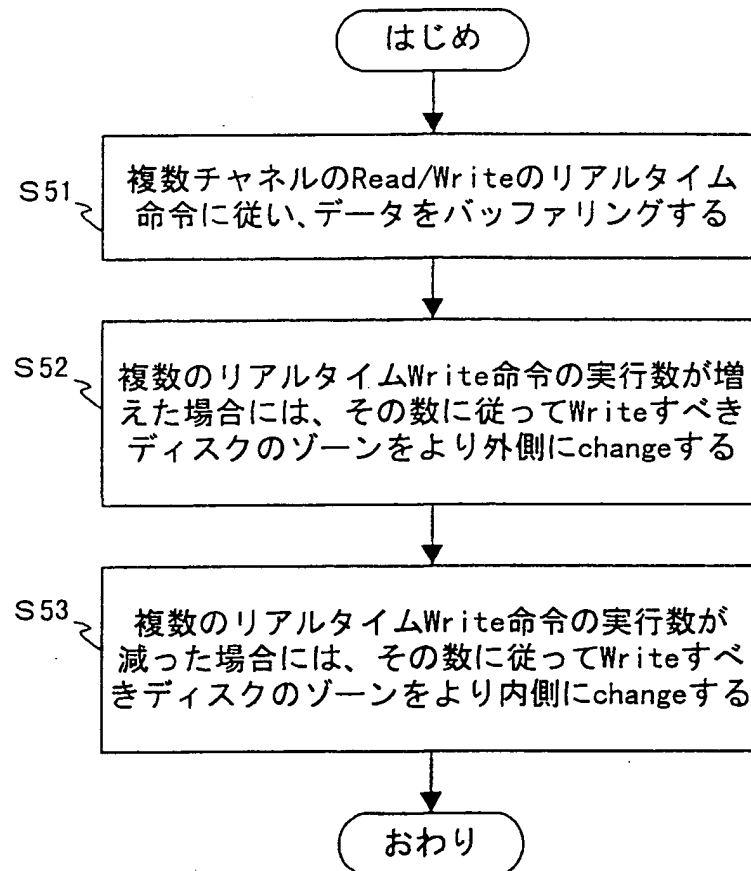 はじめ
S51
複数チャネルのRead/Writeのリアルタイム
命令に従い、データをバッファリングする
S52
複数のリアルタイムWrite命令の実行数が増
えた場合には、その数に従ってWriteすべき
ディスクのゾーンをより外側にchangeする
S53
複数のリアルタイムWrite命令の実行数が
減った場合には、その数に従ってWriteすべ
きディスクのゾーンをより内側にchangeする
おわり